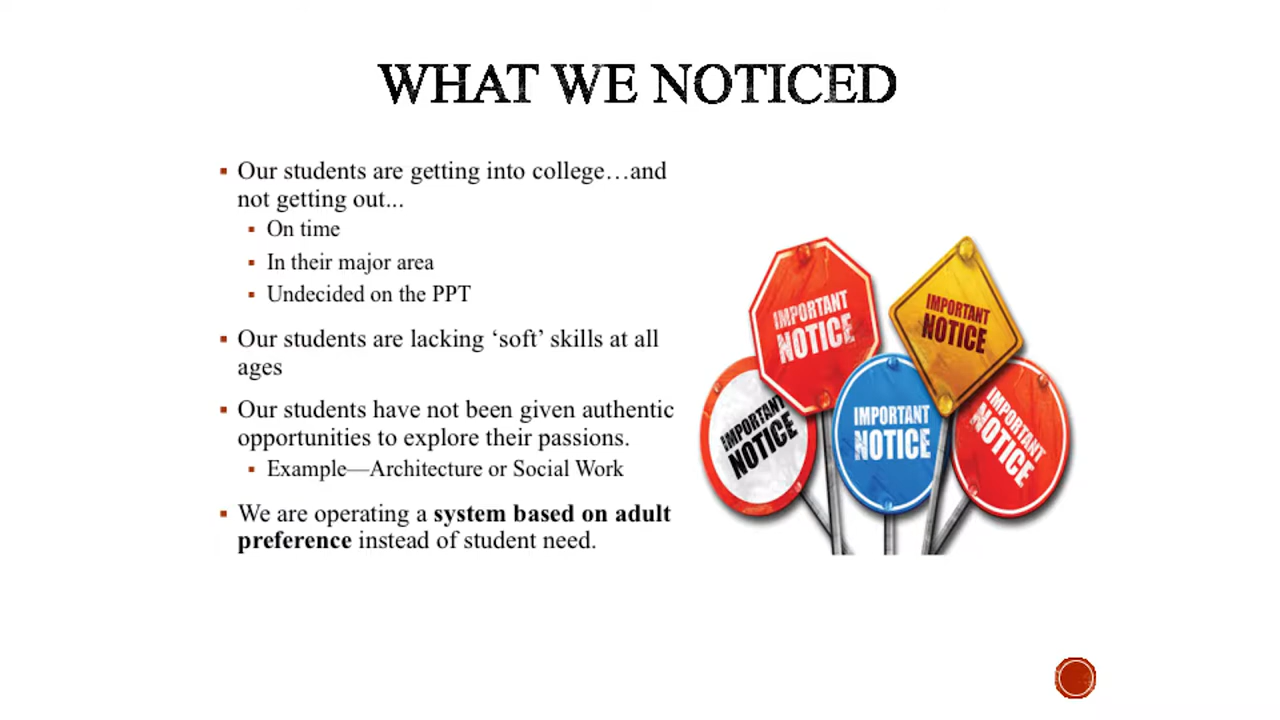 WHAT WE NOTICED
Our students are getting into college…and
not getting out...
On time
In their major area
Undecided on the PPT
Our students are lacking ‘soft’ skills at all
ages
Our students have not been given authentic
opportunities to explore their passions.
Example—Architecture or Social Work
We are operating a system based on adult
preference instead of student need.
IMPORTANT
NOTICE
IMPORTANT
NOTICE
IMPORTANT
NOTICE
IMPORTANT
NOTICE
IMPORTANT
NOTICE